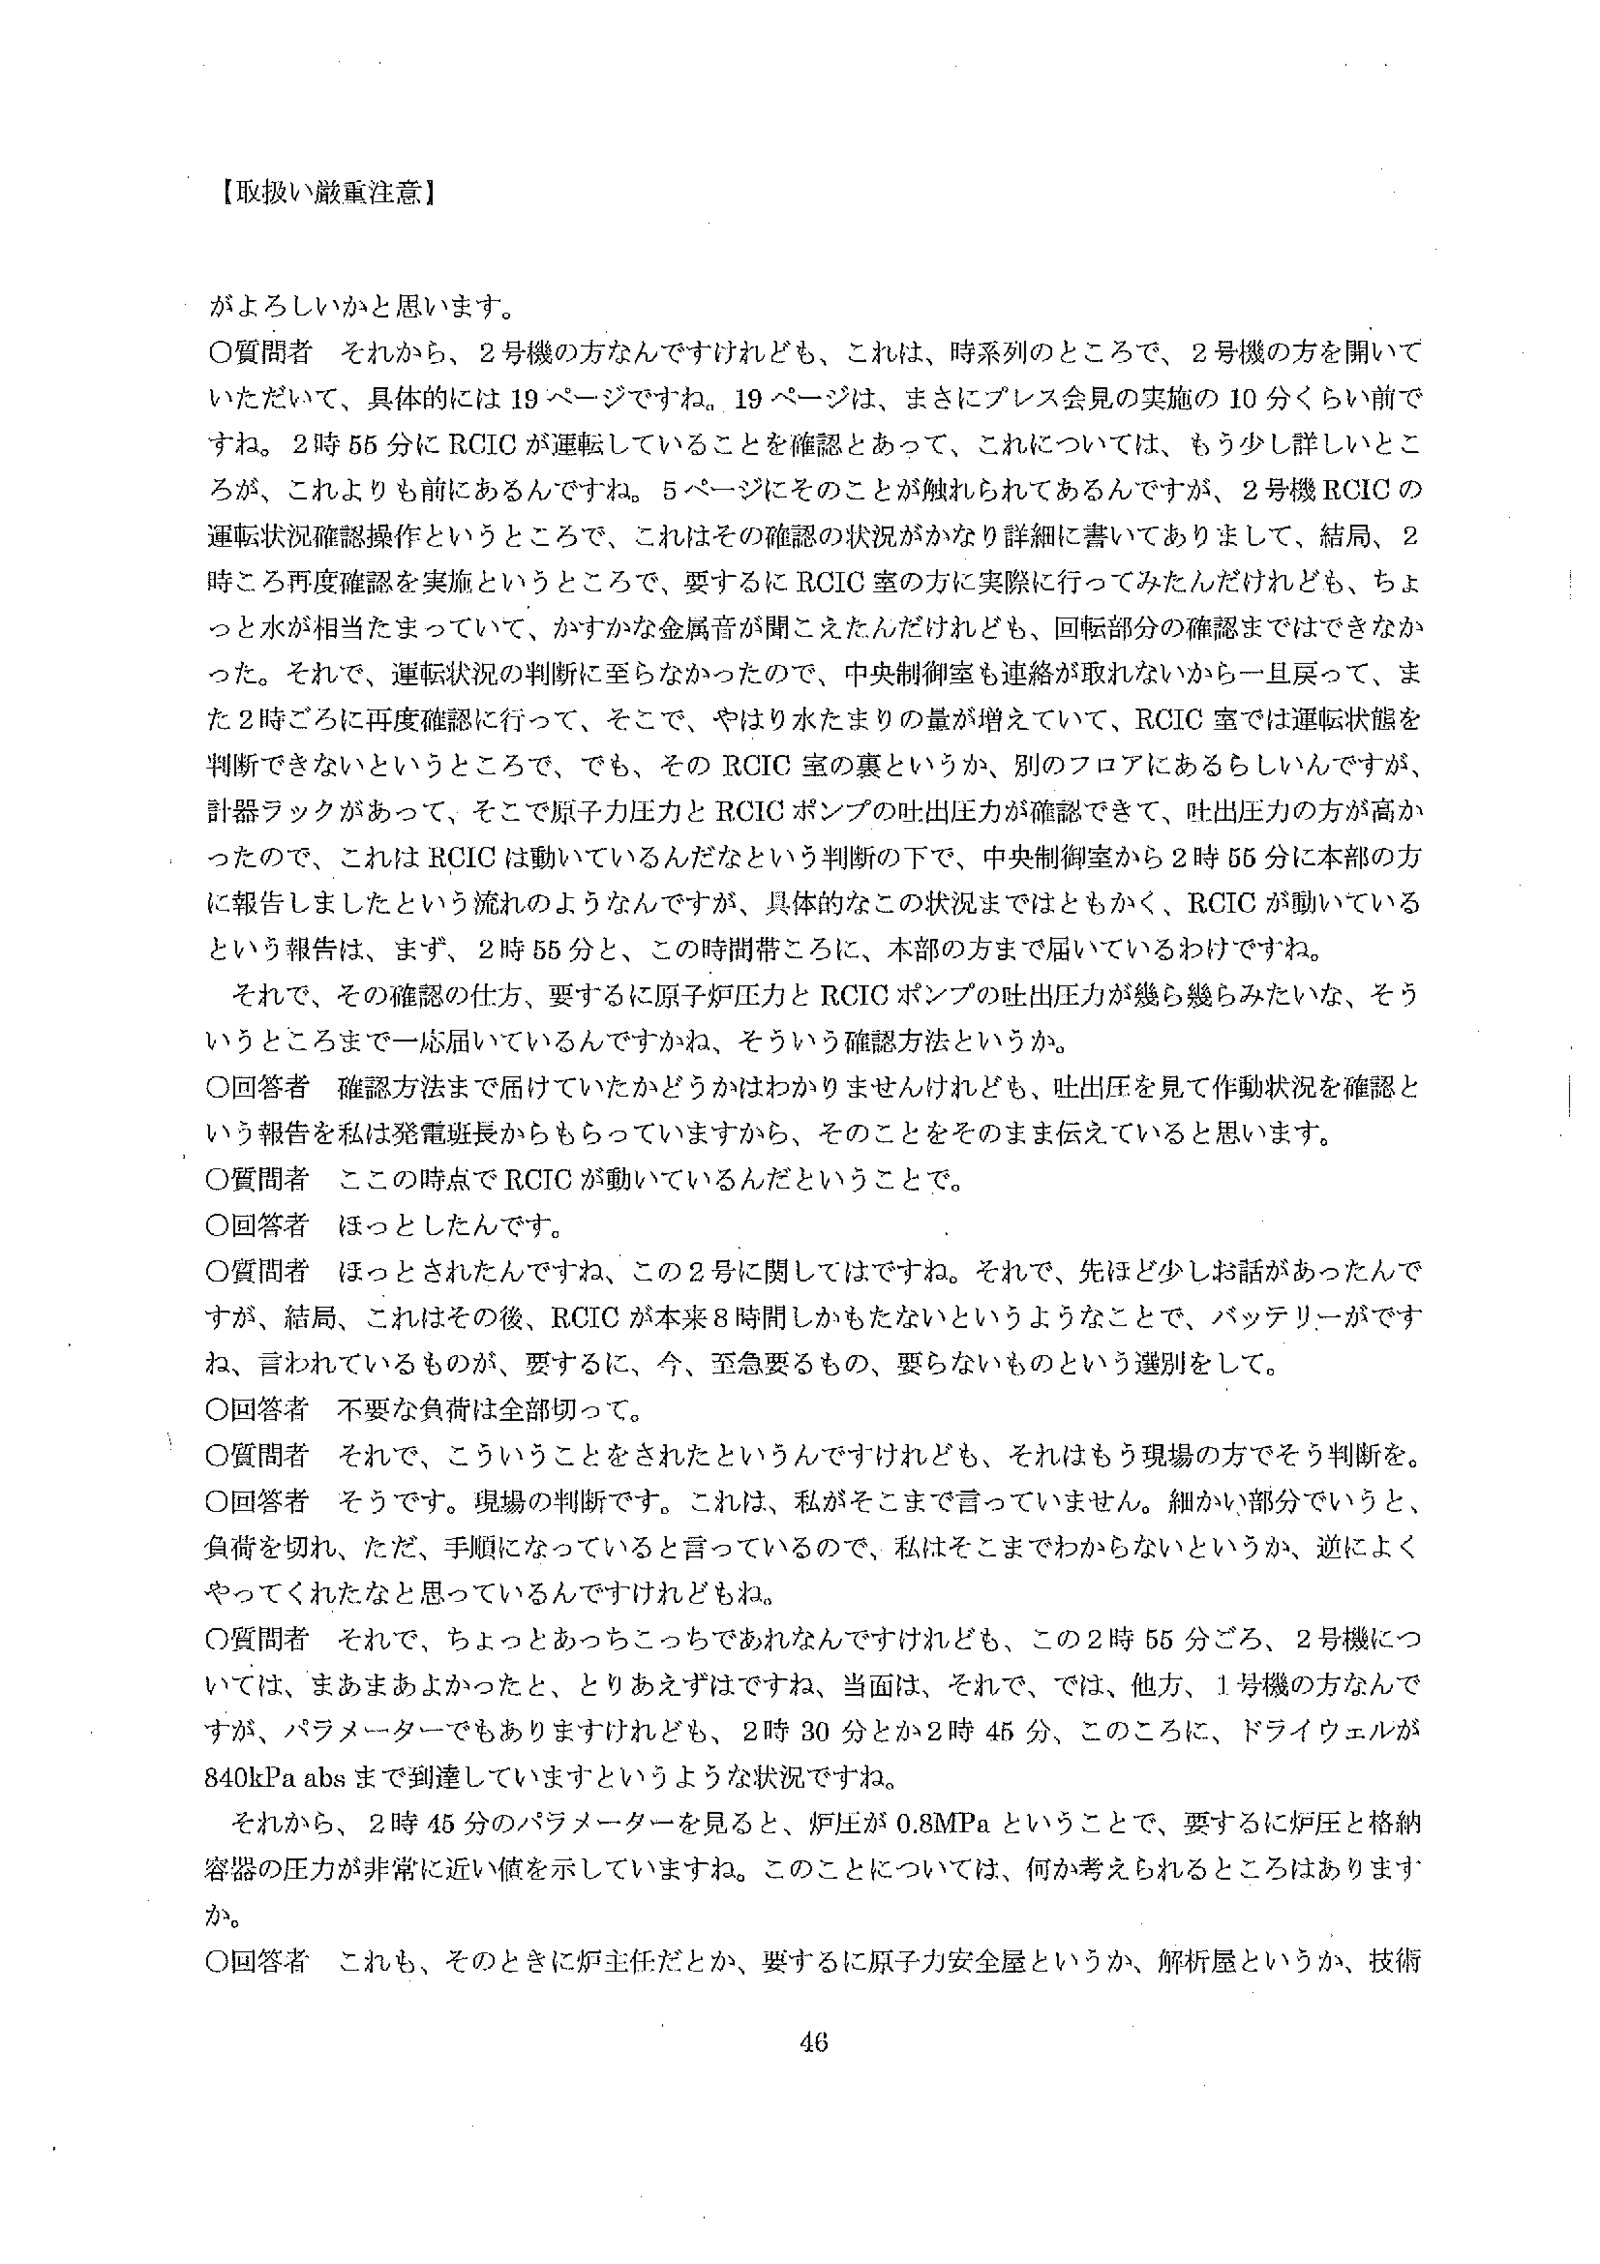 【取扱い厳重注意】
がよろしいかと思います。
〇質問者　それから、２号機の方なんですけれども、これは、時系列のところで、２号機の方を開いて
いただいて、具体的には 19 ページですね。19 ページは、まさにプレス会見の実施の 10 分くらい前で
すね。２時 55 分に RCIC が運転していることを確認とあって、これについては、もう少し詳しいとこ
ろが、これよりも前にあるんですね。５ページにそのことが触れられてあるんですが、２号機 RCIC の
運転状況確認操作というところで、これはその確認の状況がかなり詳細に書いてありまして、結局、２
時ころ再度確認を実施というところで、要するに RCIC 室の方に実際に行ってみたんだけれども、ちょ
っと水が相当たまっていて、かすかな金属音が聞こえたんだけれども、回転部分の確認まではできなか
った。それで、運転状況の判断に至らなかったので、中央制御室も連絡が取れないから一旦戻って、ま
た２時ごろに再度確認に行って、そこで、やはり水たまりの量が増えていて、RCIC 室では運転状態を
判断できないというところで、でも、その RCIC 室の裏というか、別のフロアにあるらしいんですが、
計器ラックがあって、そこで原子力圧力と RCIC ポンプの吐出圧力が確認できて、吐出圧力の方が高か
ったので、これは RCIC は動いているんだなという判断の下で、中央制御室から２時 55 分に本部の方
に報告しましたという流れのようなんですが、具体的なこの状況まではともかく、RCIC が動いている
という報告は、まず、２時 55 分と、この時間帯ころに、本部の方まで届いているわけですね。
　それで、その確認の仕方、要するに原子炉圧力と RCIC ポンプの吐出圧力が幾ら幾らみたいな、そう
いうところまで一応届いているんですかね、そういう確認方法というか。
〇回答者　確認方法まで届けていたかどうかはわかりませんけれども、吐出圧を見て作動状況を確認と
いう報告を私は発電班長からもらっていますから、そのことをそのまま伝えていると思います。
〇質問者　ここの時点で RCIC が動いているんだということで。
〇回答者　ほっとしたんです。
〇質問者　ほっとされたんですね、この２号に関してはですね。それで、先ほど少しお話があったんで
すが、結局、これはその後、RCIC が本来８時間しかもたないというようなことで、バッテリーがです
ね、言われているものが、要するに、今、至急要るもの、要らないものという選別をして。
〇回答者　不要な負荷は全部切って。
〇質問者　それで、こういうことをされたというんですけれども、それはもう現場の方でそう判断を。
〇回答者　そうです。現場の判断です。これは、私がそこまで言っていません。細かい部分でいうと、
負荷を切れ、ただ、手順になっていると言っているので、私はそこまでわからないというか、逆によく
やってくれたなと思っているんですけれどもね。
〇質問者　それで、ちょっとあっちこっちであれなんですけれども、この２時 55 分ごろ、２号機につ
いては、まあまあよかったと、とりあえずはですね、当面は、それで、では、他方、１号機の方なんで
すが、パラメーターでもありますけれども、２時 30 分とか２時 45 分、このころに、ドライウェルが
840kPa abs まで到達していますというような状況ですね。
　それから、２時 45 分のパラメーターを見ると、炉圧が 0.8MPa ということで、要するに炉圧と格納
容器の圧力が非常に近い値を示していますね。このことについては、何か考えられるところはあります
か。
〇回答者　これも、そのときに炉主任だとか、要するに原子力安全屋というか、解析屋というか、技術
46